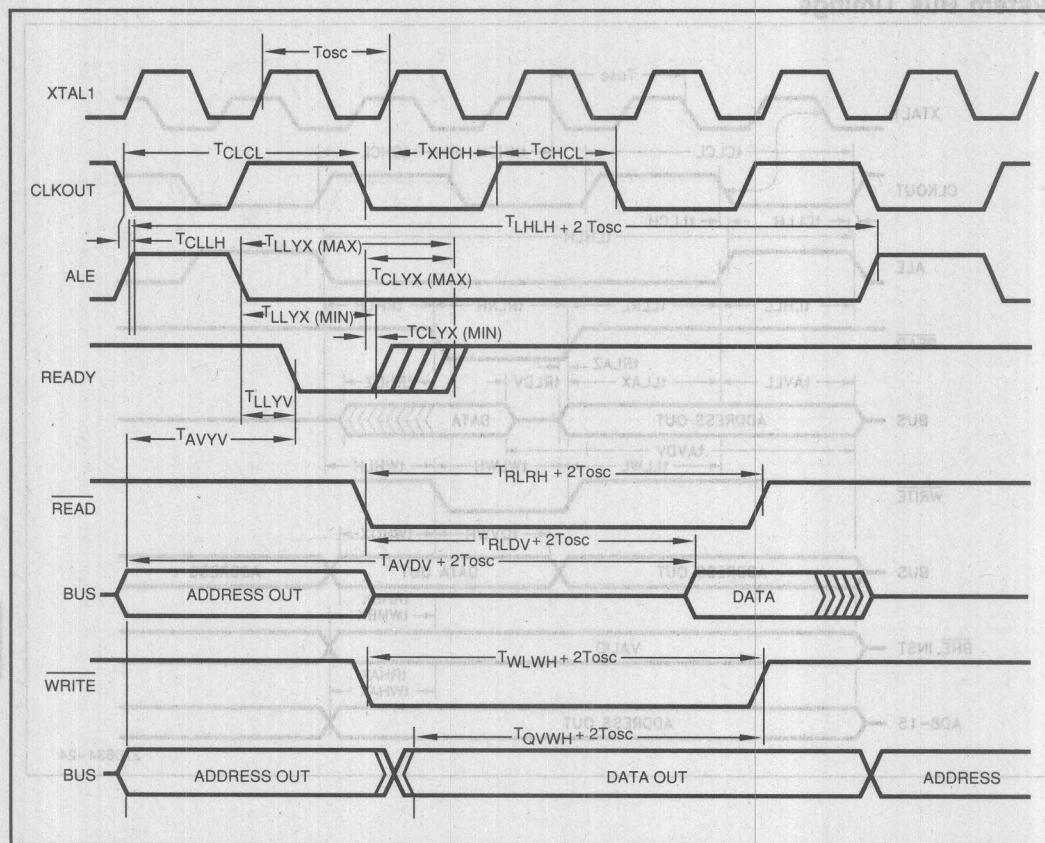 Tosc
XTAL1
TCLCL
TXHCH
TCHCL
CLKOUT
TLHLH + 2 Tosc
TCLLH
TLLYX (MAX)
ALE
TCLYX (MAX)
TLLYX (MIN)
TCLYX (MIN)
READY
TLLYV
TAVYV
TRLRH + 2Tosc
READ
TRLDV + 2Tosc
TAVDV + 2Tosc
BUS
ADDRESS OUT
DATA
TWLWH + 2Tosc
WRITE
TQVWH + 2Tosc
BUS
ADDRESS OUT
DATA OUT
ADDRESS